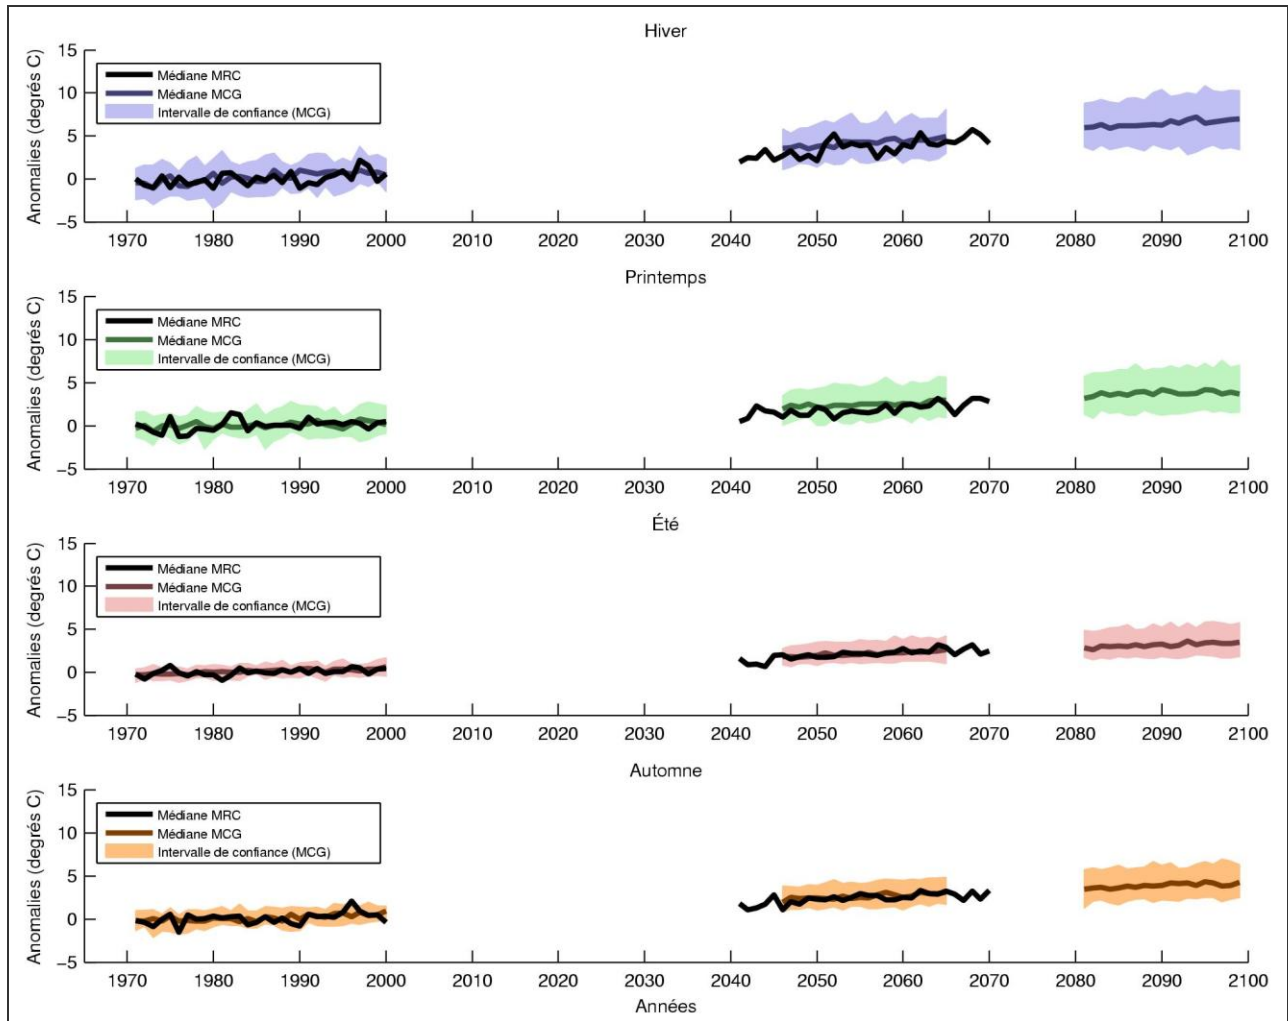 Hiver
Anomalies (degrés C)
15
10
5
0
−5
Médiane MRC
Médiane MCG
Intervalle de confiance (MCG)
1970 1980 1990 2000 2010 2020 2030 2040 2050 2060 2070 2080 2090 2100
Printemps
Anomalies (degrés C)
15
10
5
0
−5
Médiane MRC
Médiane MCG
Intervalle de confiance (MCG)
1970 1980 1990 2000 2010 2020 2030 2040 2050 2060 2070 2080 2090 2100
Été
Anomalies (degrés C)
15
10
5
0
−5
Médiane MRC
Médiane MCG
Intervalle de confiance (MCG)
1970 1980 1990 2000 2010 2020 2030 2040 2050 2060 2070 2080 2090 2100
Automne
Anomalies (degrés C)
15
10
5
0
−5
Médiane MRC
Médiane MCG
Intervalle de confiance (MCG)
1970 1980 1990 2000 2010 2020 2030 2040 2050 2060 2070 2080 2090 2100
Années